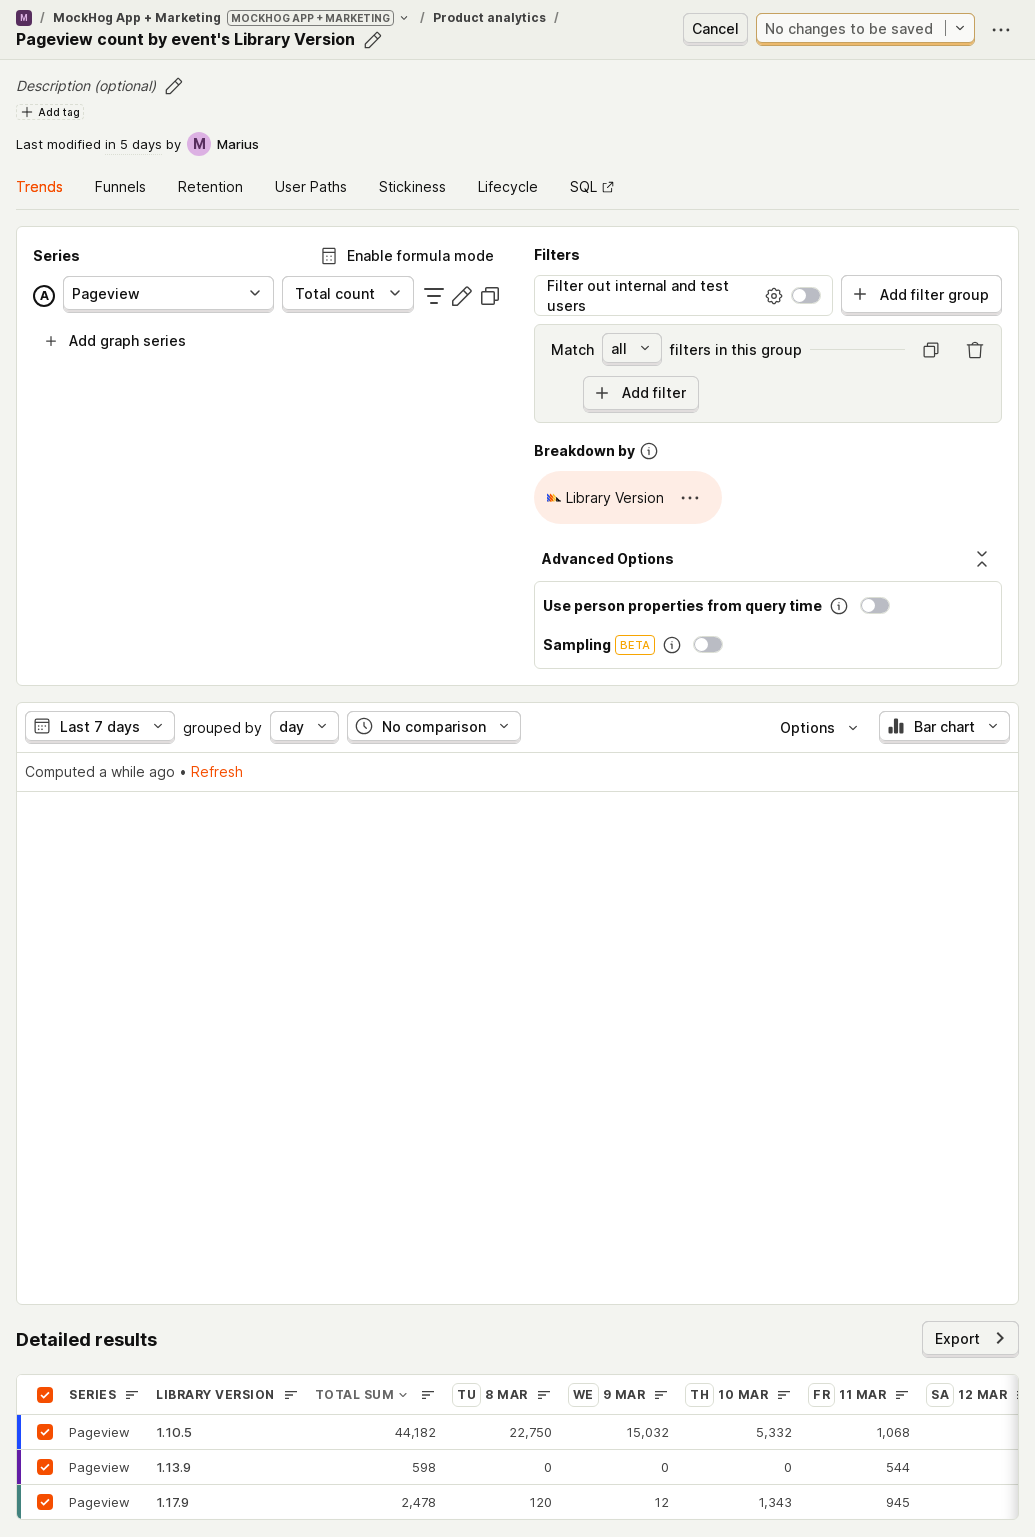 M / MockHog App + Marketing MOCKHOG APP + MARKETING / Product analytics /
Pageview count by event's Library Version
Cancel
No changes to be saved
Description (optional)
Add tag
Last modified in 5 days by M Marius
Trends Funnels Retention User Paths Stickiness Lifecycle SQL
Series
Enable formula mode
A Pageview Total count
Add graph series
Filters
Filter out internal and test
users
Add filter group
Match all filters in this group
Add filter
Breakdown by
Library Version
Advanced Options
Use person properties from query time
Sampling BETA
Last 7 days grouped by day No comparison Options Bar chart
Computed a while ago • Refresh
Detailed results
Export
SERIES LIBRARY VERSION TOTAL SUM TU 8 MAR WE 9 MAR TH 10 MAR FR 11 MAR SA 12 MAR
Pageview 1.10.5 44,182 22,750 15,032 5,332 1,068
Pageview 1.13.9 598 0 0 0 544
Pageview 1.17.9 2,478 120 12 1,343 945